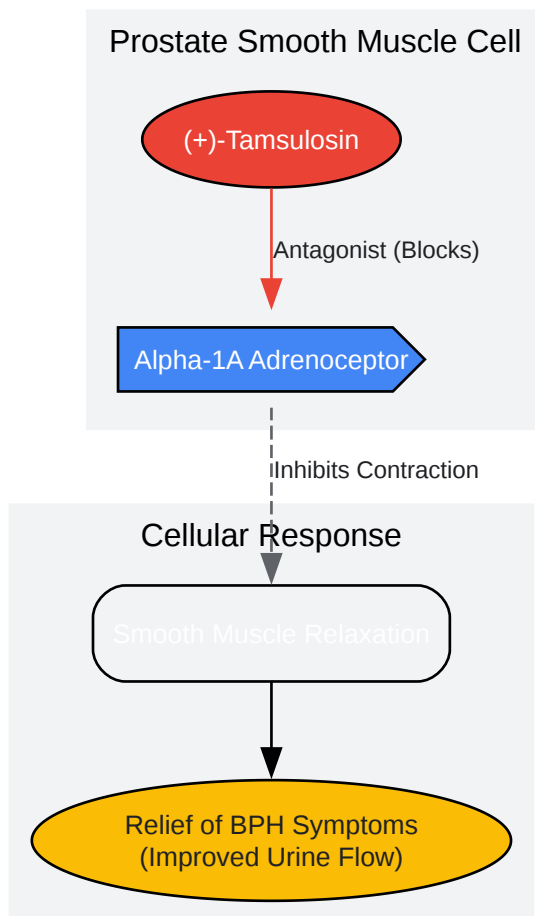 Prostate Smooth Muscle Cell
(+)-Tamsulosin
Antagonist (Blocks)
Alpha-1A Adrenoceptor
Inhibits Contraction
Cellular Response
Smooth Muscle Relaxation
Relief of BPH Symptoms
(Improved Urine Flow)